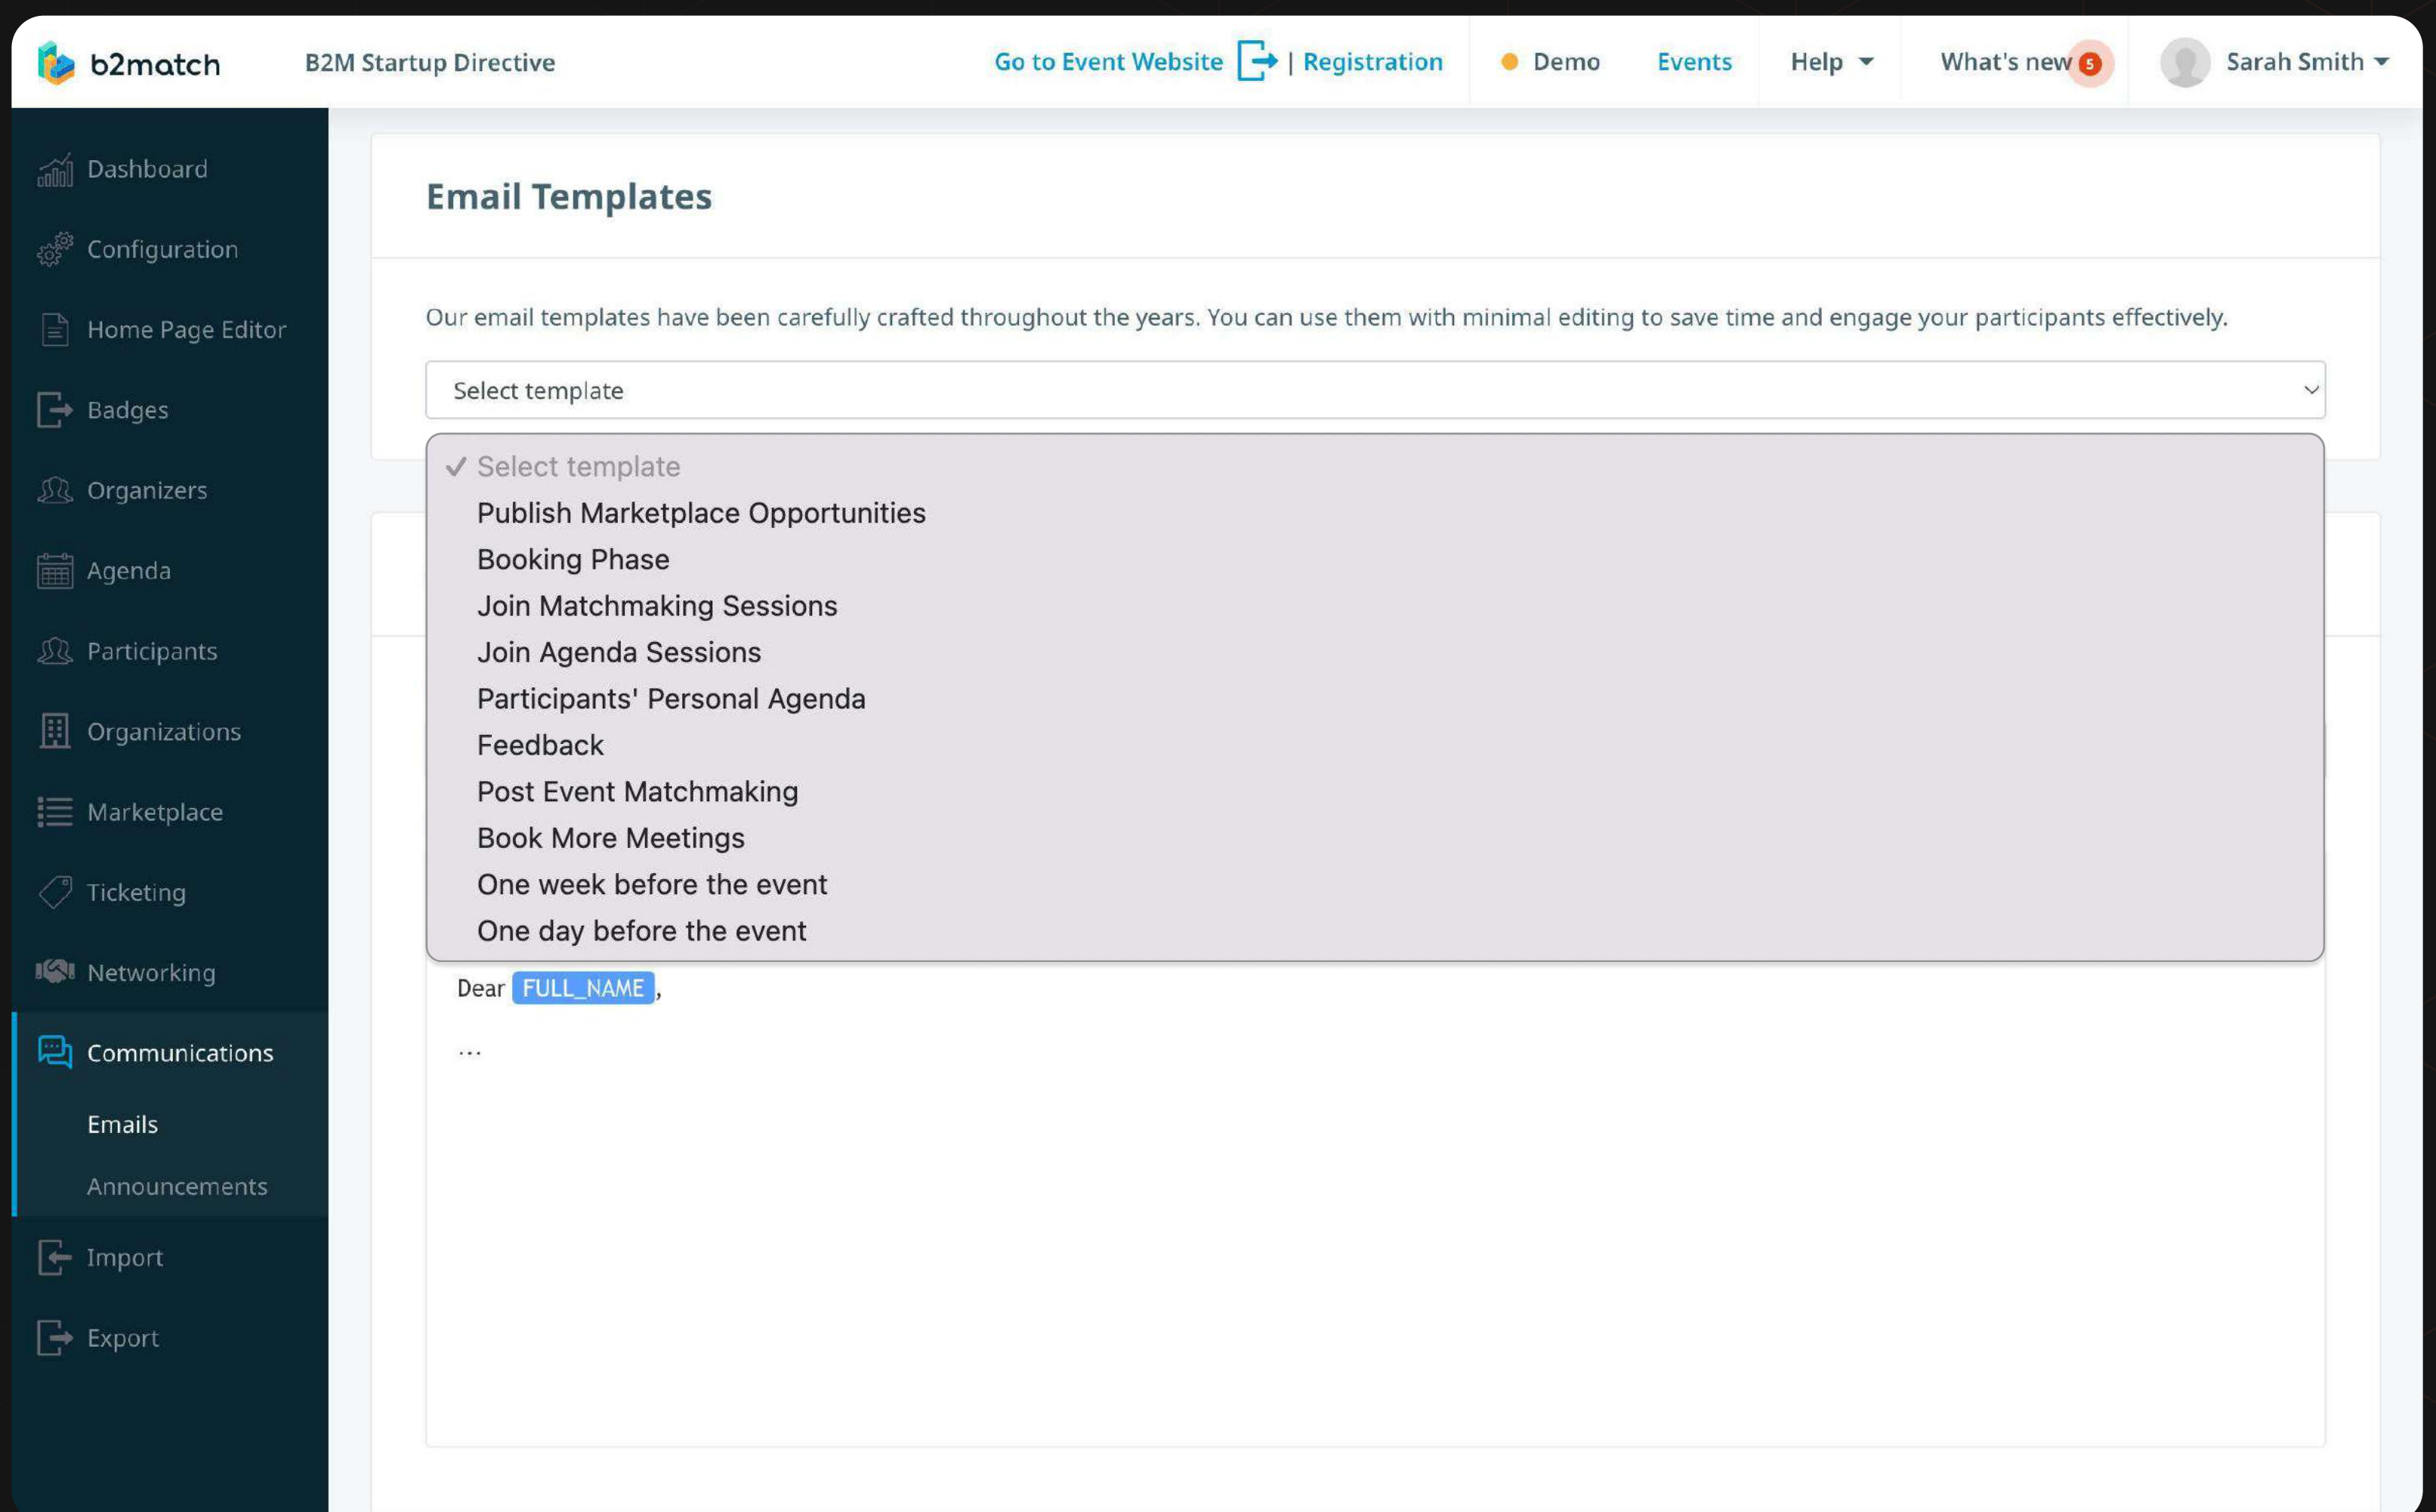 b2match B2M Startup Directive Go to Event Website | Registration Demo Events Help What's new 5 Sarah Smith
Dashboard
Configuration
Home Page Editor
Badges
Organizers
Agenda
Participants
Organizations
Marketplace
Ticketing
Networking
Communications
Emails
Announcements
Import
Export
Email Templates
Our email templates have been carefully crafted throughout the years. You can use them with minimal editing to save time and engage your participants effectively.
Select template
✓ Select template
Publish Marketplace Opportunities
Booking Phase
Join Matchmaking Sessions
Join Agenda Sessions
Participants' Personal Agenda
Feedback
Post Event Matchmaking
Book More Meetings
One week before the event
One day before the event
Dear FULL_NAME,
...